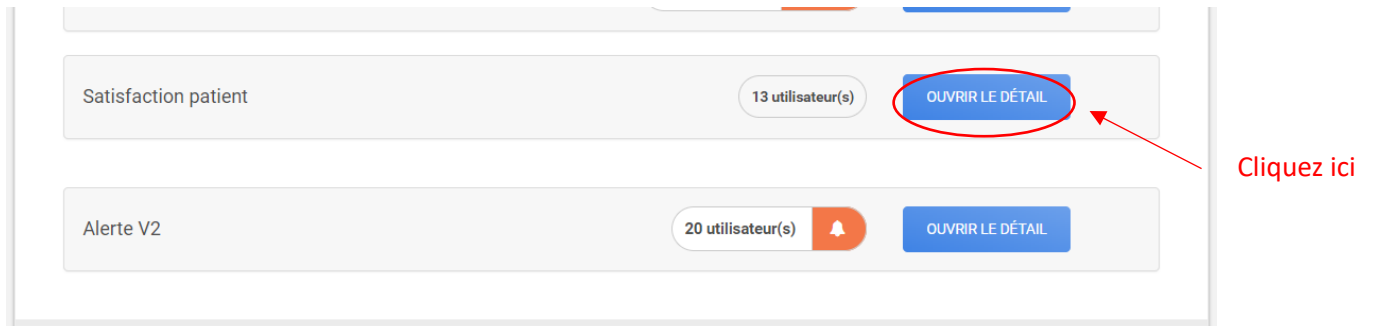 Satisfaction patient 13 utilisateur(s) OUVRIR LE DÉTAIL
Cliquez ici
Alerte V2 20 utilisateur(s) OUVRIR LE DÉTAIL